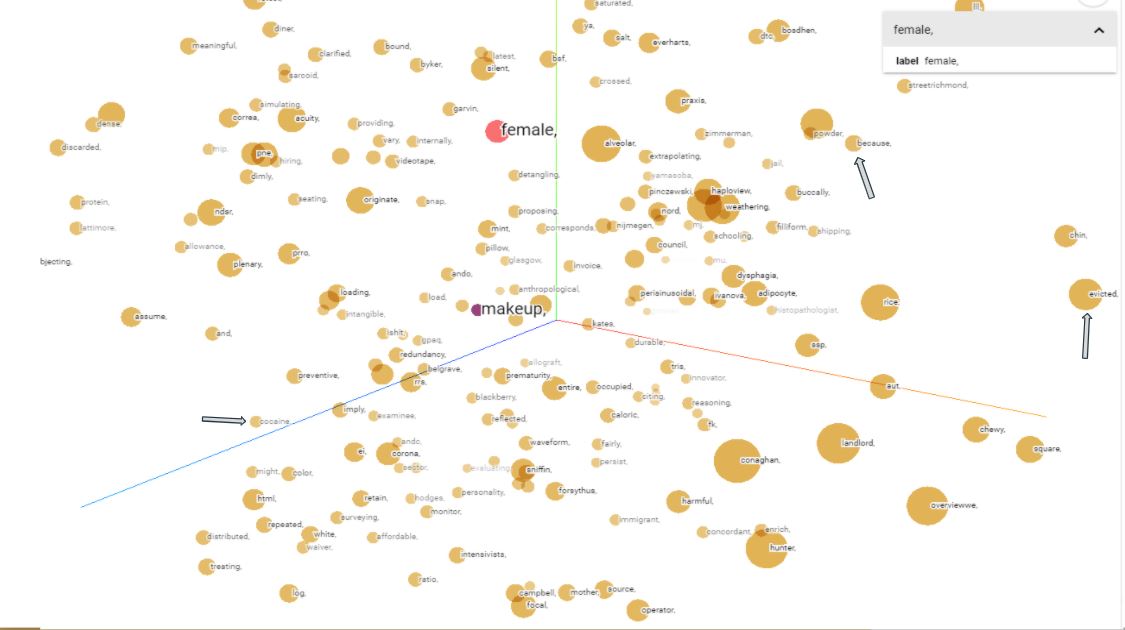 saturated,
diner,
ya,
salt,
everharts,
dtc,
bosdhen,
female,
label female,
meaningful,
clarified,
bound,
byker,
latest,
silent,
bsf,
sarcoid,
crossed,
streetrichmond,
simulating,
dense,
correa,
acuity,
garvin,
praxis,
providing,
female,
zimmerman,
powder,
because,
discarded,
mip,
pne,
hiring,
vary,
internally,
videotape,
alveolar,
extrapolating,
jail,
dimly,
detangling,
yamasoba,
protein,
seating,
originate,
snap,
pinczewski,
haploview,
buccally,
ndsr,
proposing,
nord,
weathering,
lattimore,
mint,
corresponds,
nijmegen,
mj,
schooling,
filliform,
shipping,
chin,
allowance,
prro,
pillow,
council,
bjecting,
plenary,
glasgow,
invoice,
mu,
ando,
dysphagia,
loading,
load,
anthropological,
periainusoidal,
ivanova,
adipocyte,
evicted,
rice,
assume,
intangible,
makeup,
histopathologist,
and,
ishit,
gpaq,
kates,
durable,
ssp,
redundancy,
belgrave,
allograft,
tris,
preventive,
rrs,
prematurity,
entire,
occupied,
innovator,
aut,
blackberry,
citing,
reasoning,
cocaine,
imply,
examinee,
reflected,
caloric,
fk,
chewy,
ando,
waveform,
fairly,
landlord,
square,
ei,
corona,
sector,
evaluating,
sniffin,
persist,
conaghan,
might,
color,
html,
retain,
hodges,
personality,
forsythus,
harmful,
overviewwe,
repeated,
surveying,
monitor,
immigrant,
distributed,
white,
waiver,
affordable,
concordant,
enrich,
hunter,
treating,
intensivists,
ratio,
log,
campbell,
mother,
source,
focal,
operator,